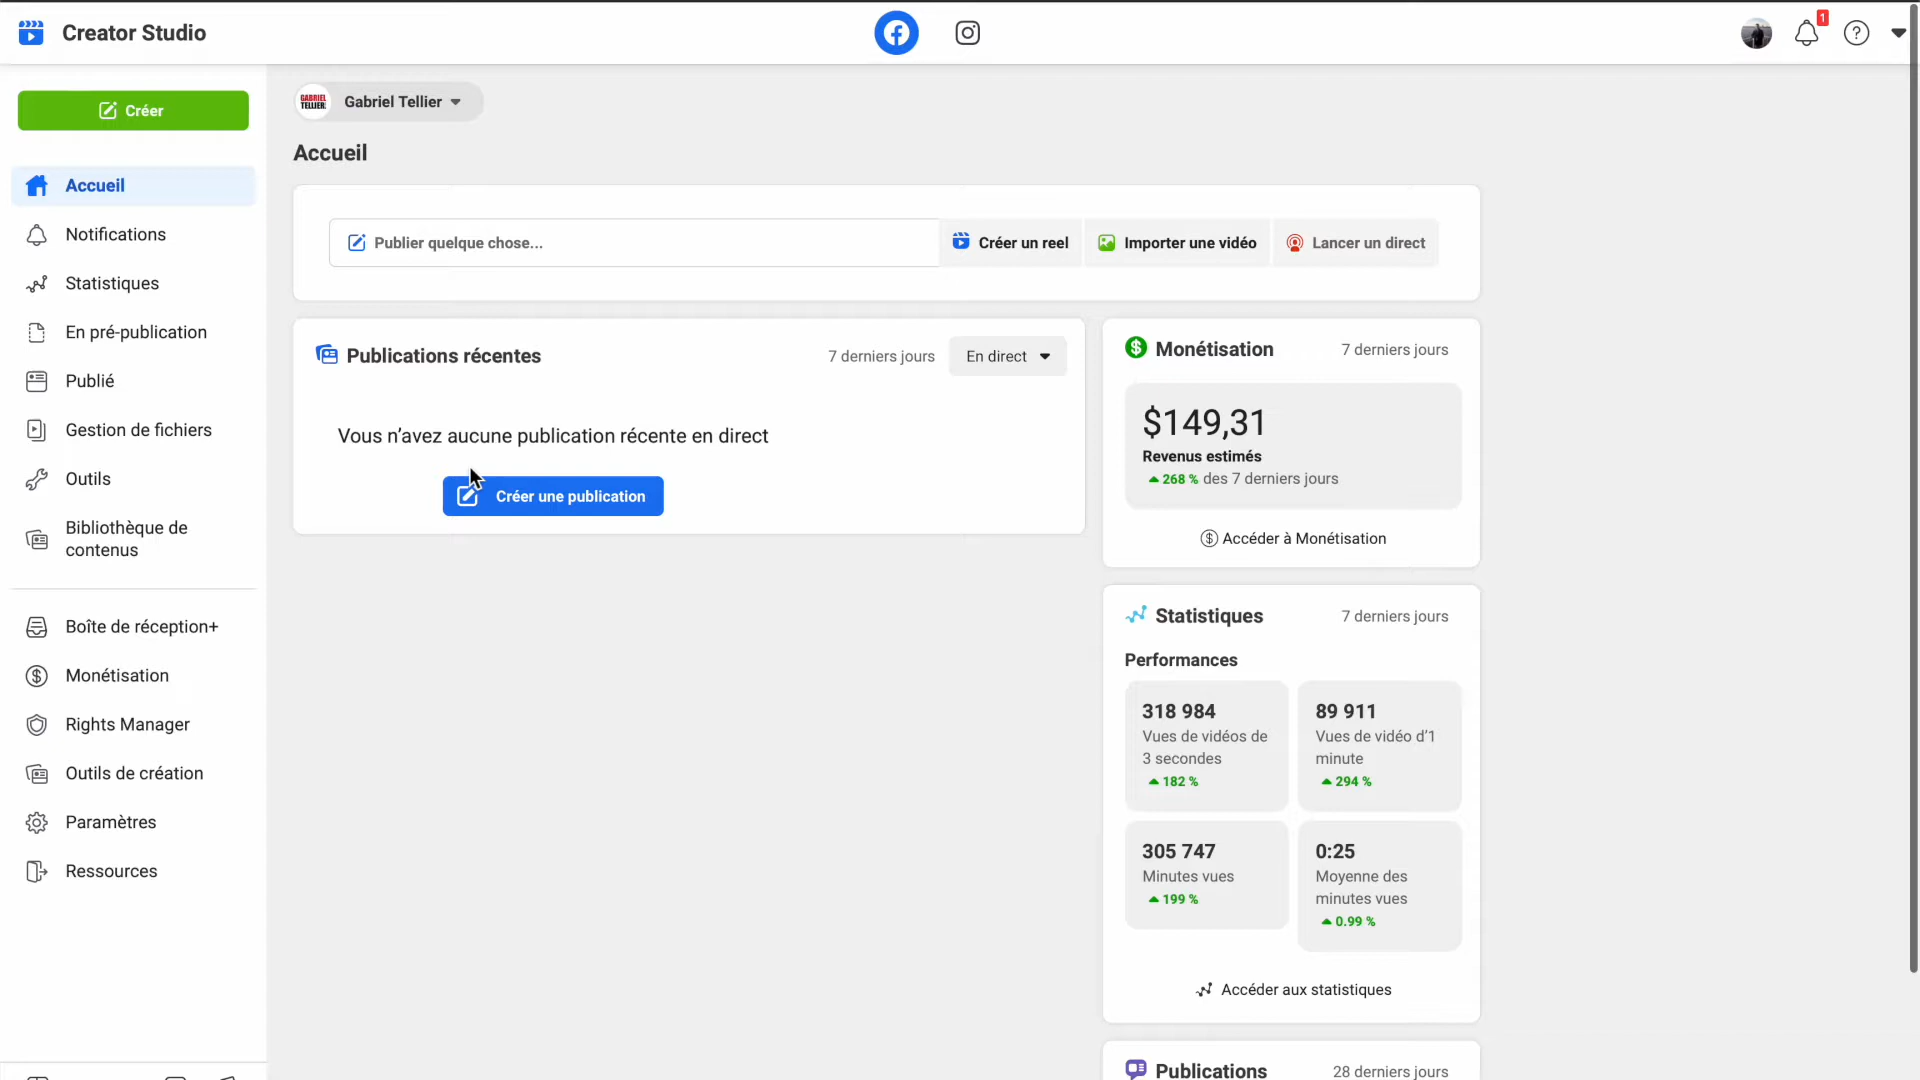 Creator Studio
1
Créer
Accueil
Notifications
Statistiques
En pré-publication
Publié
Gestion de fichiers
Outils
Bibliothèque de
contenus
Boîte de réception+
Monétisation
Rights Manager
Outils de création
Paramètres
Ressources
GABRIEL
TELLIER
Gabriel Tellier
Accueil
Publier quelque chose...
Créer un reel
Importer une vidéo
Lancer un direct
Publications récentes
7 derniers jours
En direct
Vous n’avez aucune publication récente en direct
Créer une publication
Monétisation
7 derniers jours
$149,31
Revenus estimés
268 % des 7 derniers jours
Accéder à Monétisation
Statistiques
7 derniers jours
Performances
318 984
Vues de vidéos de
3 secondes
182 %
89 911
Vues de vidéo d’1
minute
294 %
305 747
Minutes vues
199 %
0:25
Moyenne des
minutes vues
0.99 %
Accéder aux statistiques
Publications
28 derniers jours